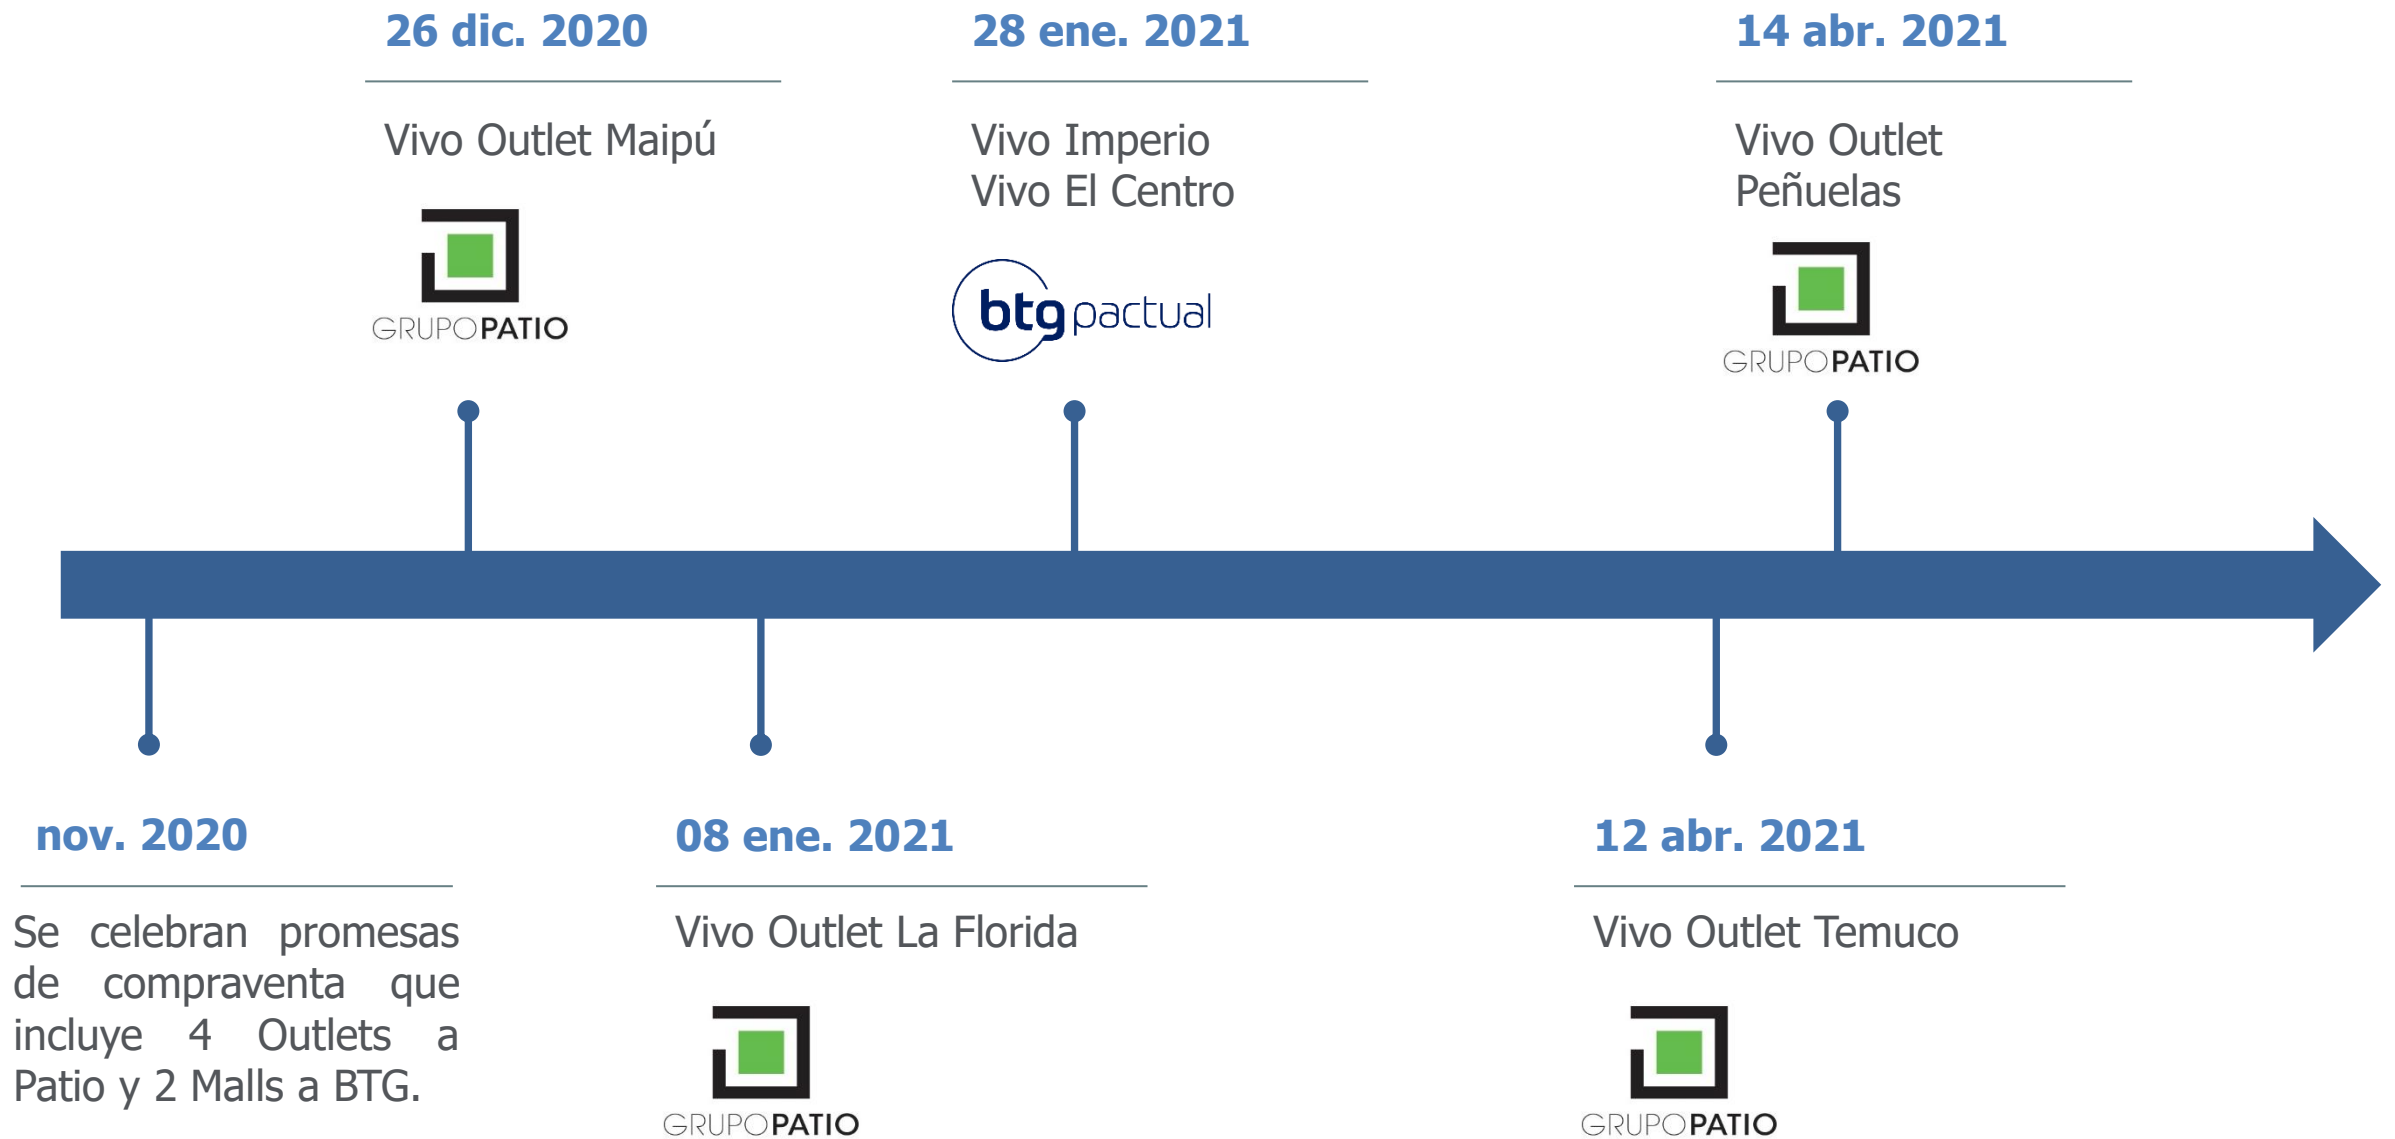 26 dic. 2020
Vivo Outlet Maipú
GRUPOPATIO
28 ene. 2021
Vivo Imperio
Vivo El Centro
btgpactual
14 abr. 2021
Vivo Outlet
Peñuelas
GRUPOPATIO
nov. 2020
Se celebran promesas
de compraventa que
incluye 4 Outlets a
Patio y 2 Malls a BTG.
08 ene. 2021
Vivo Outlet La Florida
GRUPOPATIO
12 abr. 2021
Vivo Outlet Temuco
GRUPOPATIO